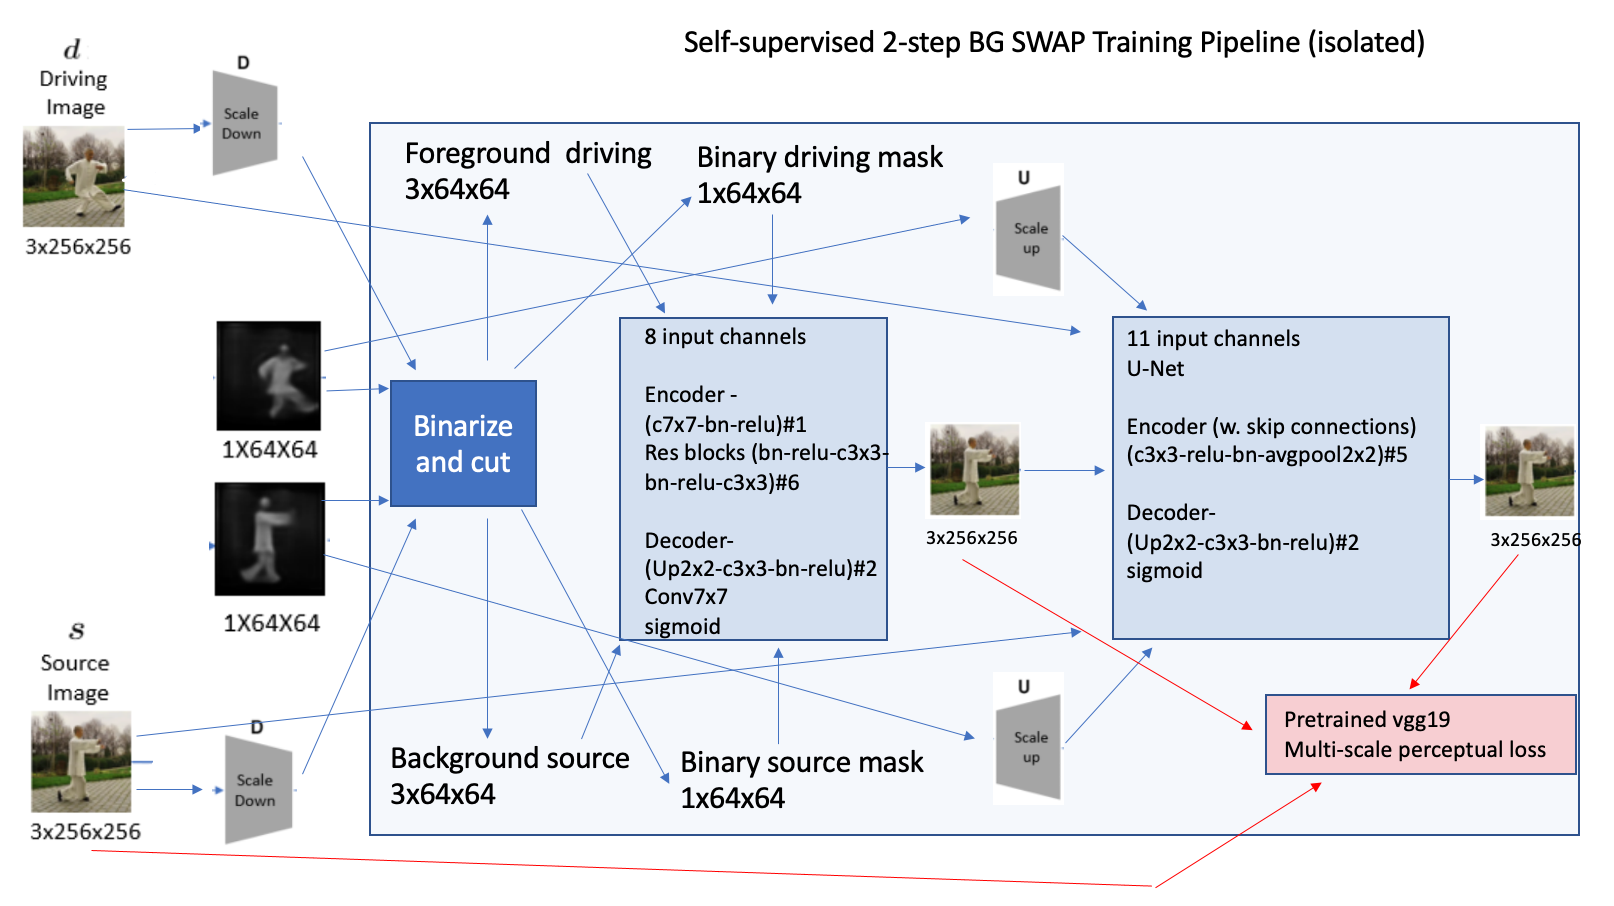 Self-supervised 2-step BG SWAP Training Pipeline (isolated)
d
Driving
Image
3x256x256
D
Scale
Down
Foreground driving
3x64x64
Binary driving mask
1x64x64
U
Scale
up
1X64X64
1X64X64
Binarize
and cut
8 input channels
Encoder -
(c7x7-bn-relu)#1
Res blocks (bn-relu-c3x3-
bn-relu-c3x3)#6
Decoder-
(Up2x2-c3x3-bn-relu)#2
Conv7x7
sigmoid
3x256x256
11 input channels
U-Net
Encoder (w. skip connections)
(c3x3-relu-bn-avgpool2x2)#5
Decoder-
(Up2x2-c3x3-bn-relu)#2
sigmoid
3x256x256
s
Source
Image
3x256x256
D
Scale
Down
Background source
3x64x64
Binary source mask
1x64x64
U
Scale
up
Pretrained vgg19
Multi-scale perceptual loss